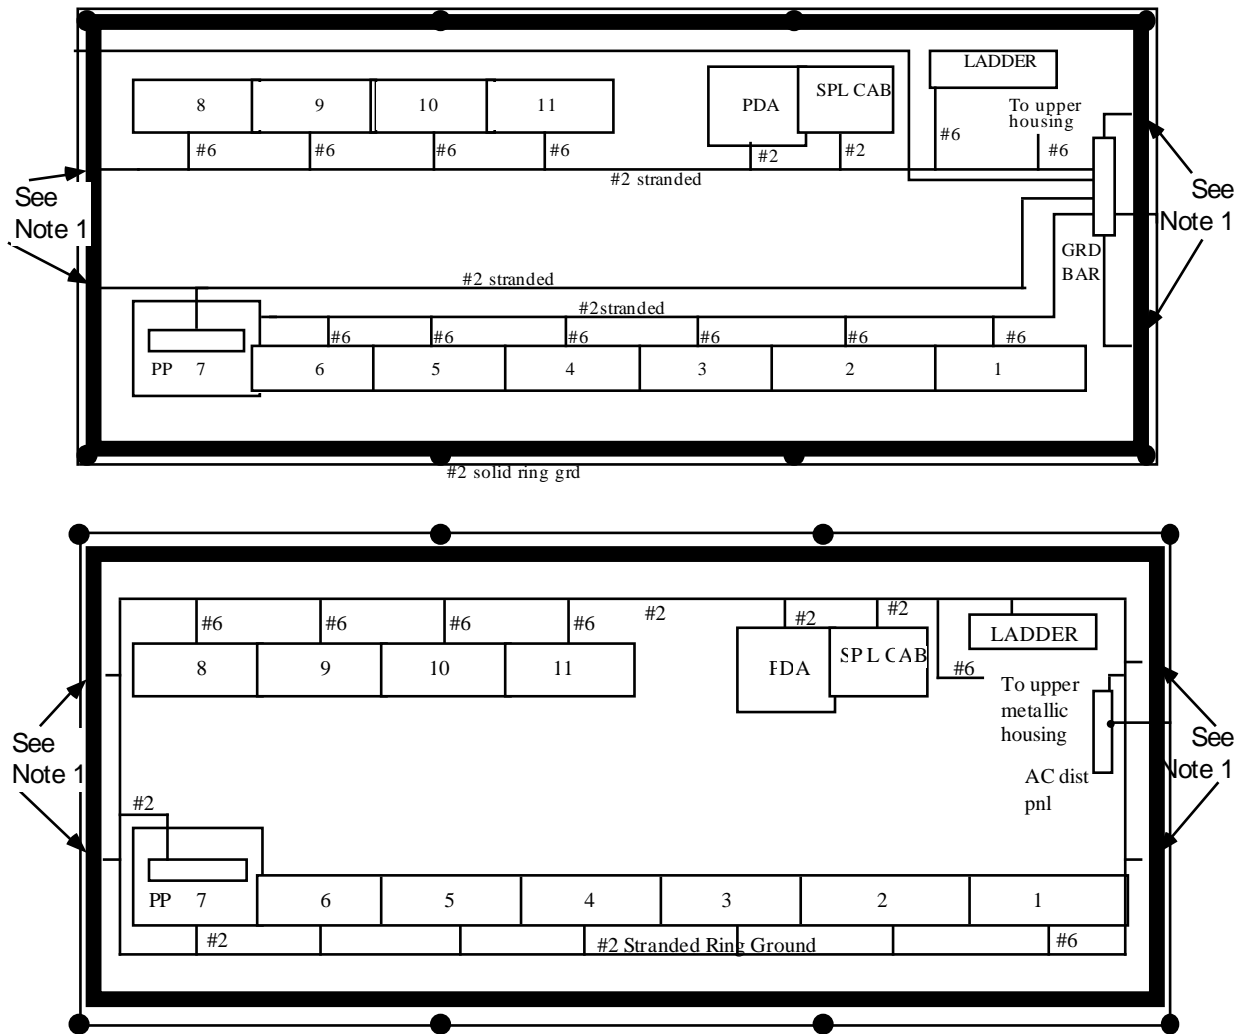 LADDER
SPL CAB
PDA
8
9
10
11
To upper
housing
#6
#6
#6
#6
#6
#6
#2
#2
#2 stranded
See
Note 1
See
Note 1
GRD
BAR
#2 stranded
#2stranded
#6
#6
#6
#6
#6
#6
PP 7
6
5
4
3
2
1
#2 solid ring grd
#6
#6
#6
#6
#2
#2
#2
LADDER
8
9
10
11
PDA
SPL CAB
#6
To upper
metallic
housing
See
Note 1
See
Note 1
AC dist
pnl
#2
PP 7
6
5
4
3
2
1
#2
#2 Stranded Ring Ground
#6